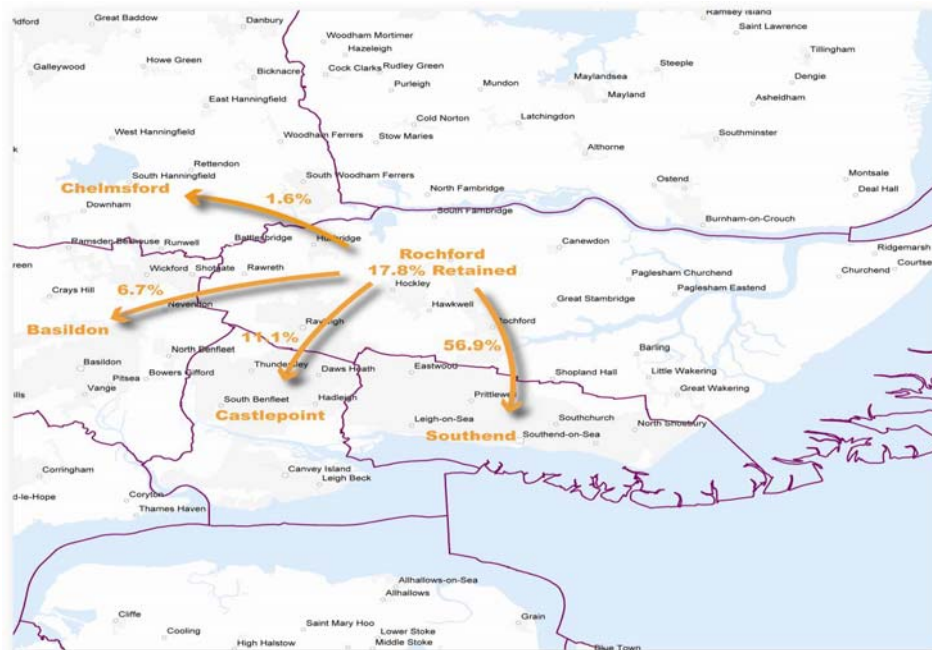 Great Baddow
Danbury
Ramsey Island
Saint Lawrence
Woodham Mortimer
Hazeleigh
Tillingham
Galleywood
Howe Green
Bicknacre
Cock Clarks
Rudley Green
Steeple
Purleigh
Mundon
Maylandsea
Dengie
Mayland
East Hanningfield
Asheldham
Cold Norton
Latchingdon
West Hanningfield
Woodham Ferrers
Stow Maries
Southminster
Althorne
Rettendon
South Hanningfield
South Woodham Ferrers
Ostend
Montsale
Chelmsford
1.6%
North Fambridge
Deal Hall
Downham
South Fambridge
Burnham-on-Crouch
Ramsden Bellhouse
Runwell
Battlesbridge
Hullbridge
Canewdon
Rochford
17.8% Retained
Ridgemarsh
Wickford
Shotgate
Rawreth
Paglesham Churchend
Churchend
Courtse
Crays Hill
6.7%
Hockley
Paglesham Eastend
Nevendon
Hawkwell
Great Stambridge
Basildon
Rayleigh
11.1%
Rochford
56.9%
North Benfleet
Barling
Basildon
Thundersley
Daws Heath
Eastwood
Shopland Hall
Little Wakering
Pitsea
Bowers Gifford
Vange
Great Wakering
ills
South Benfleet
Hadleigh
Prittlewe
Castlepoint
Leigh-on-Sea
Southchurch
North Shoebury
Southend
Southend-on-Sea
Corringham
Canvey Island
Leigh Beck
d-le-Hope
Coryton
Thames Haven
Allhallows-on-Sea
Allhallows
Cliffe
Cooling
Saint Mary Hoo
Lower Stoke
Grain
High Halstow
Middle Stoke
Blue Town